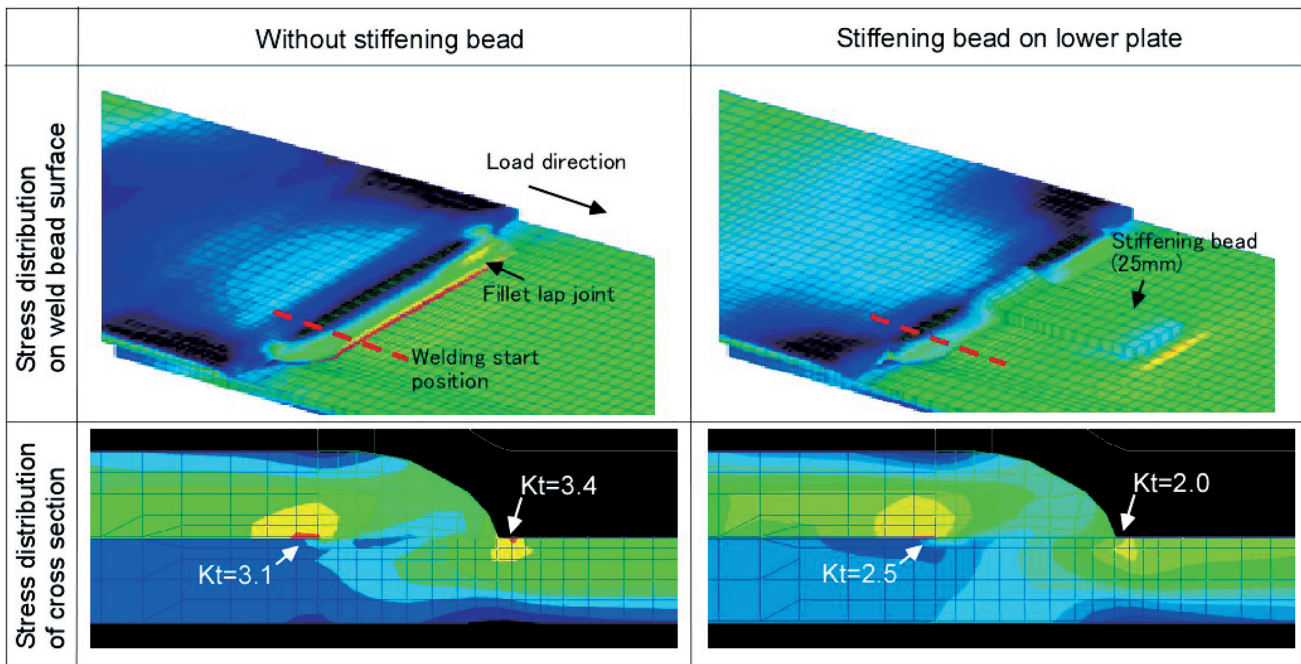 Without stiffening bead
Stiffening bead on lower plate
Stress distribution
on weld bead surface
Load direction
Fillet lap joint
Welding start
position
Stiffening bead
(25mm)
Stress distribution
of cross section
Kt=3.4
Kt=3.1
Kt=2.0
Kt=2.5